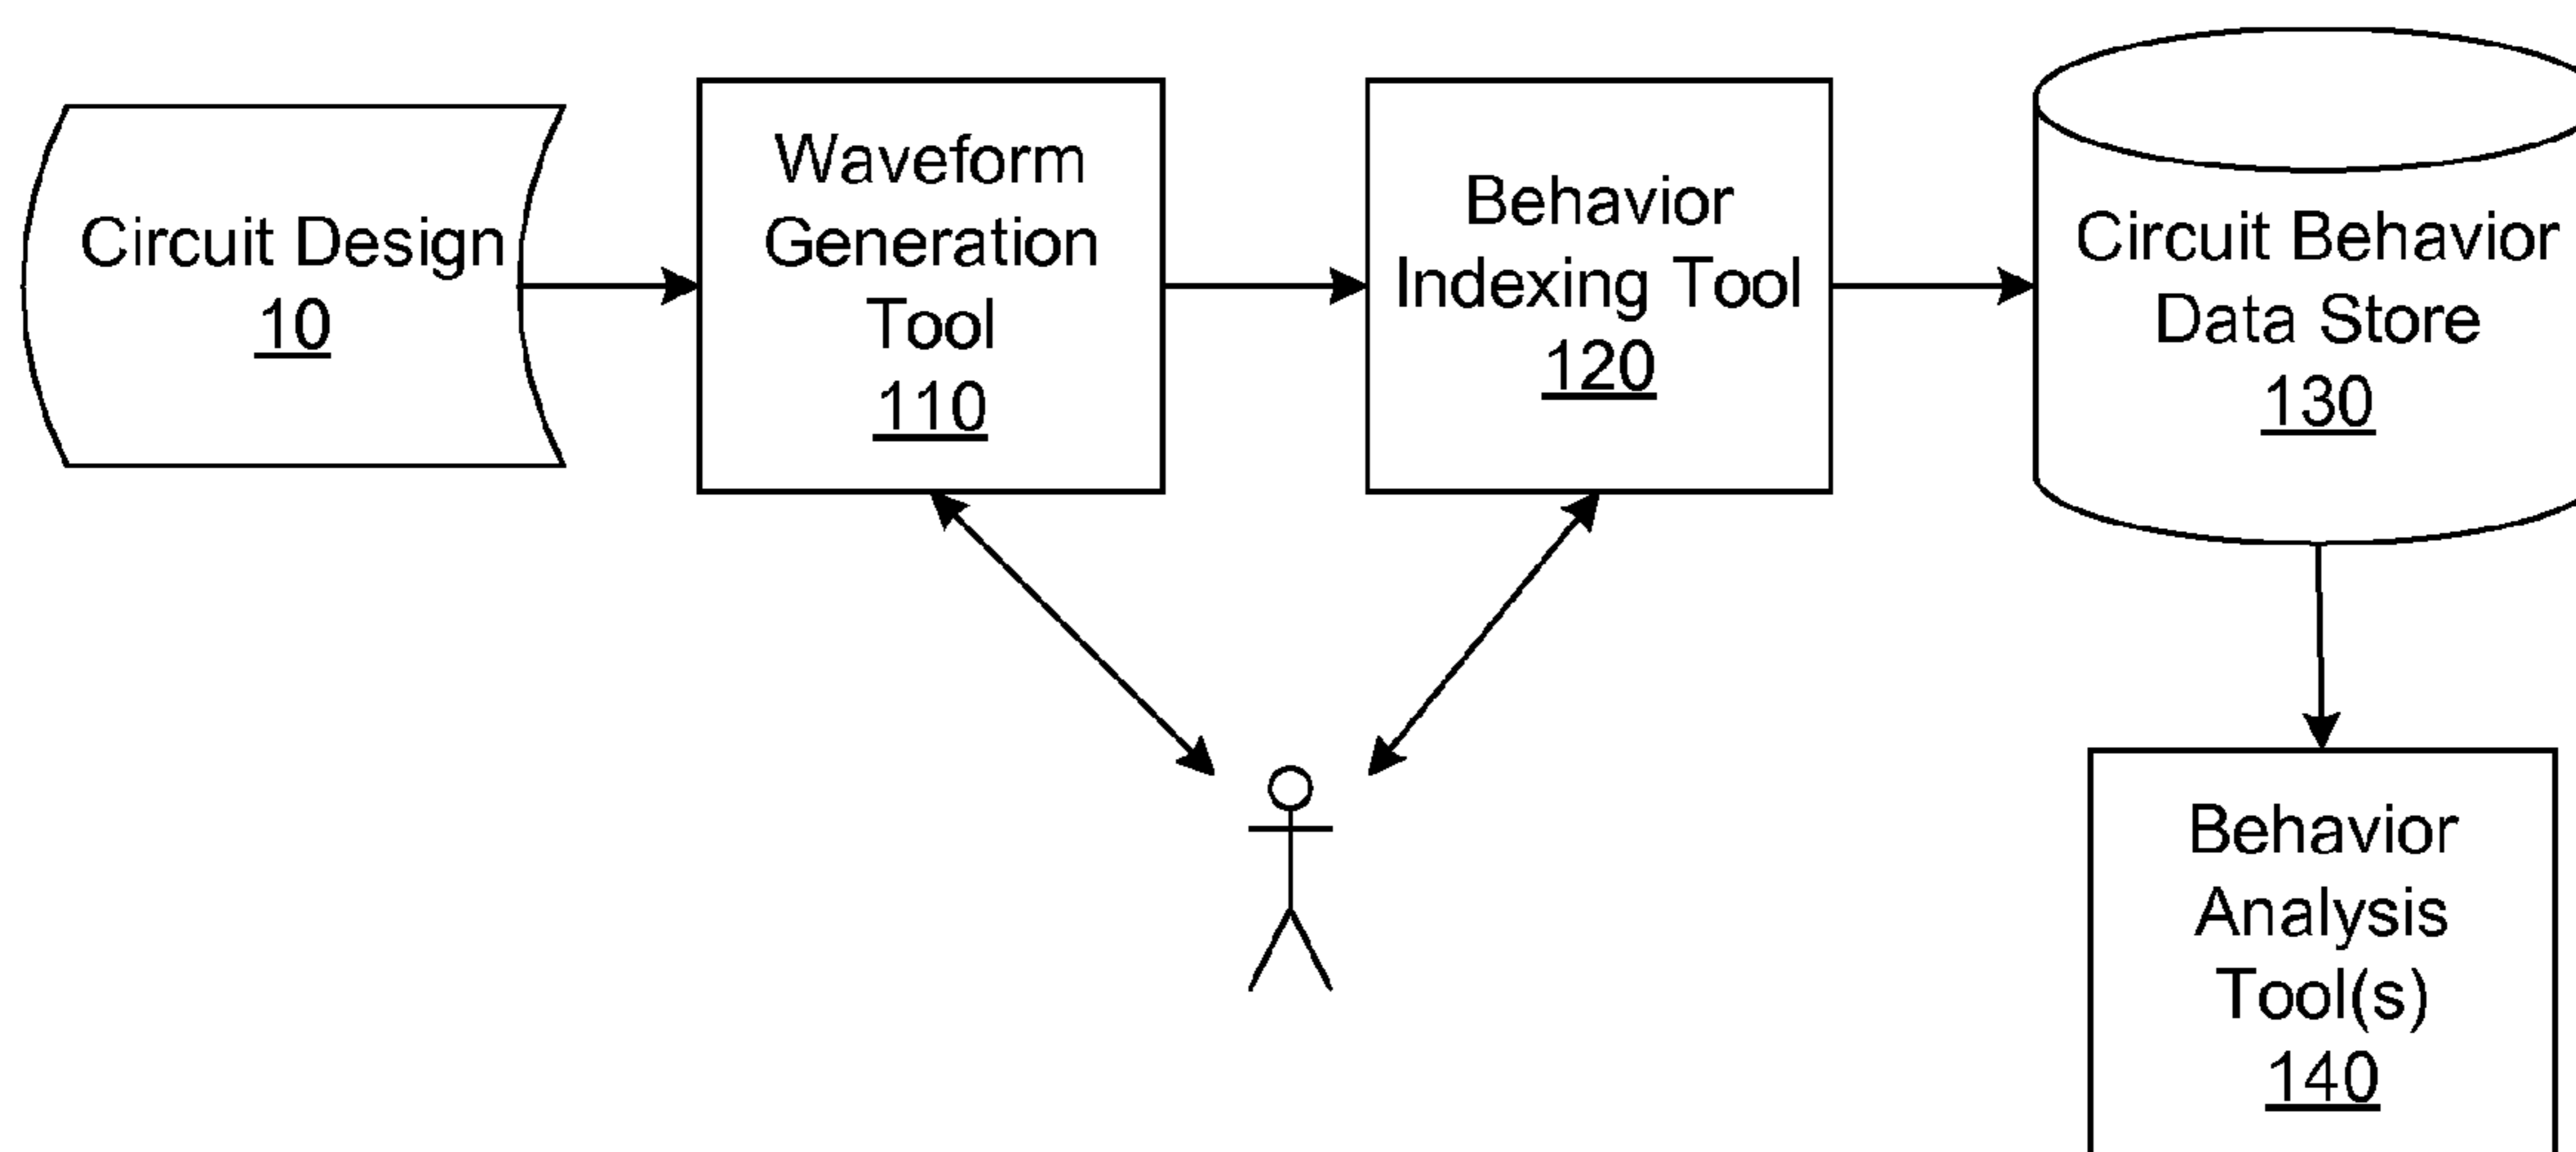 Circuit Design
10
Waveform
Generation
Tool
110
Behavior
Indexing Tool
120
Circuit Behavior
Data Store
130
Behavior
Analysis
Tool(s)
140